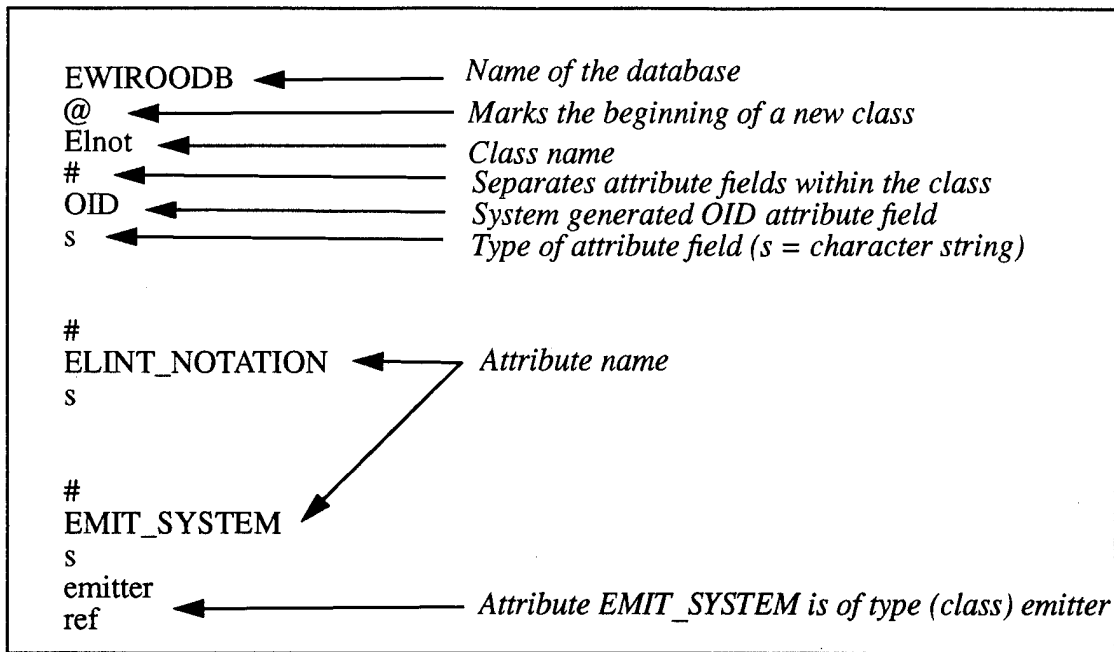 EWIROODB Name of the database
@ Marks the beginning of a new class
Elnot Class name
# Separates attribute fields within the class
OID System generated OID attribute field
s Type of attribute field (s = character string)
#
ELINT_NOTATION Attribute name
s
#
EMIT_SYSTEM
s
emitter
ref Attribute EMIT_SYSTEM is of type (class) emitter